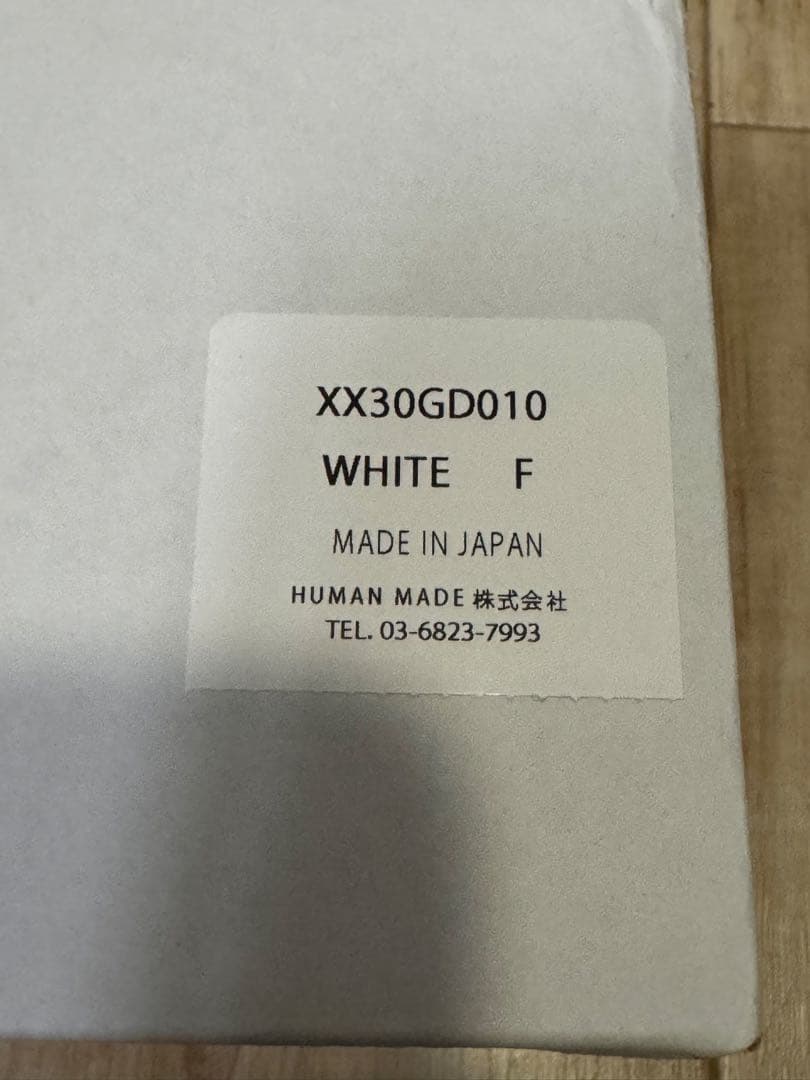 XX30GD010
WHITE F
MADE IN JAPAN
HUMAN MADE 株式会社
TEL. 03-6823-7993